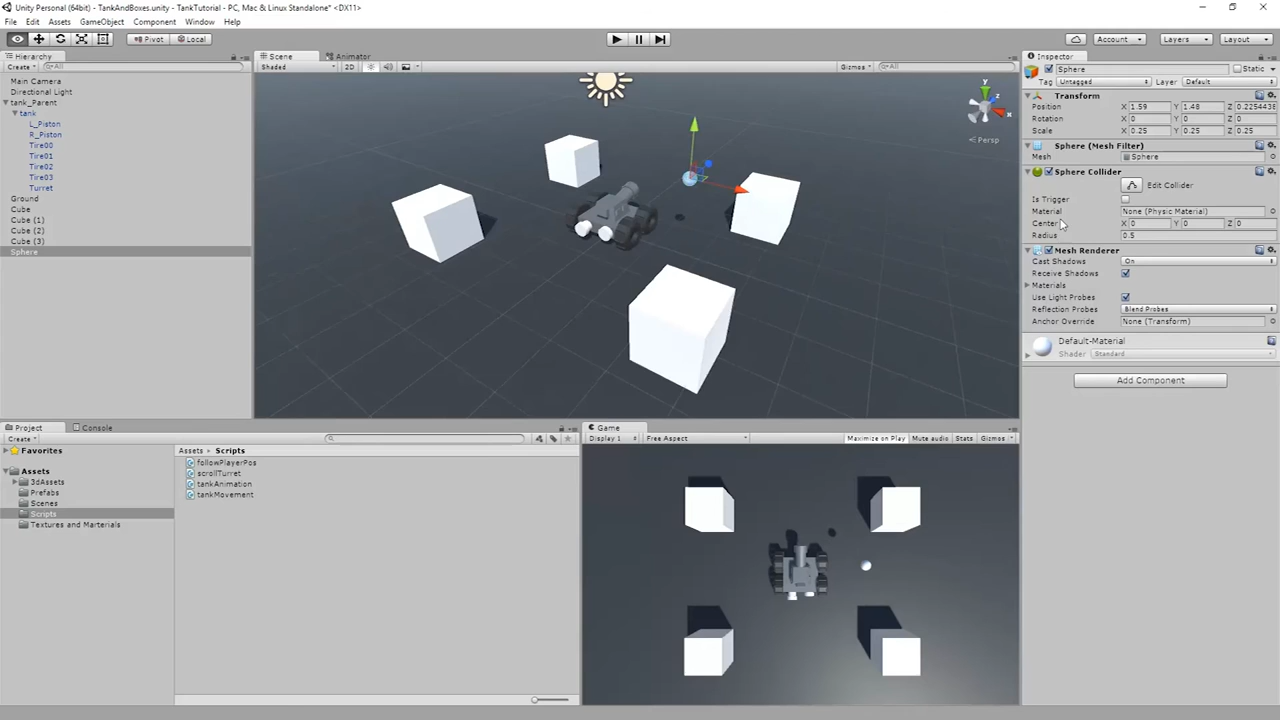 Unity Personal (64bit) - TankAndBoxes.unity - TankTutorial - PC, Mac & Linux Standalone* <DX11>
File Edit Assets GameObject Component Window Help
Pivot Local Account Layers Layout
Hierarchy
Create All
Main Camera
Directional Light
tank_Parent
tank
L_Piston
R_Piston
Tire00
Tire01
Tire02
Tire03
Turret
Ground
Cube
Cube (1)
Cube (2)
Cube (3)
Sphere
Scene Animator
Shaded 2D Gizmos All
y
z
x
Persp
Inspector
Sphere Static
Tag Untagged Layer Default
Transform
Position X 1.59 Y 1.48 Z 0.2254438
Rotation X 0 Y 0 Z 0
Scale X 0.25 Y 0.25 Z 0.25
Sphere (Mesh Filter)
Mesh Sphere
Sphere Collider
Edit Collider
Is Trigger
Material None (Physic Material)
Center X 0 Y 0 Z 0
Radius 0.5
Mesh Renderer
Cast Shadows On
Receive Shadows
Materials
Use Light Probes
Reflection Probes Blend Probes
Anchor Override None (Transform)
Default-Material
Shader Standard
Add Component
Project Console
Create
Favorites
Assets
3dAssets
Prefabs
Scenes
Scripts
Textures and Marterials
Assets Scripts
followPlayerPos
scrollTurret
tankAnimation
tankMovement
Game
Display 1 Free Aspect Maximize on Play Mute audio Stats Gizmos